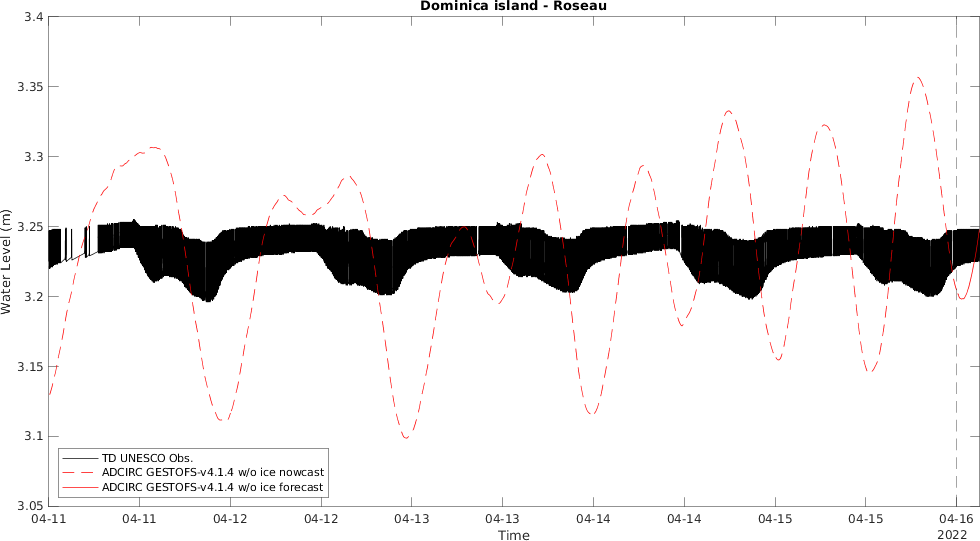 Dominica island - Roseau
3.4
3.35
3.3
3.25
3.2
3.15
3.1
3.05
Water Level (m)
TD UNESCO Obs.
ADCIRC GESTOFS-v4.1.4 w/o ice nowcast
ADCIRC GESTOFS-v4.1.4 w/o ice forecast
04-11 04-11 04-12 04-12 04-13 04-13 04-14 04-14 04-15 04-15 04-16
Time
2022